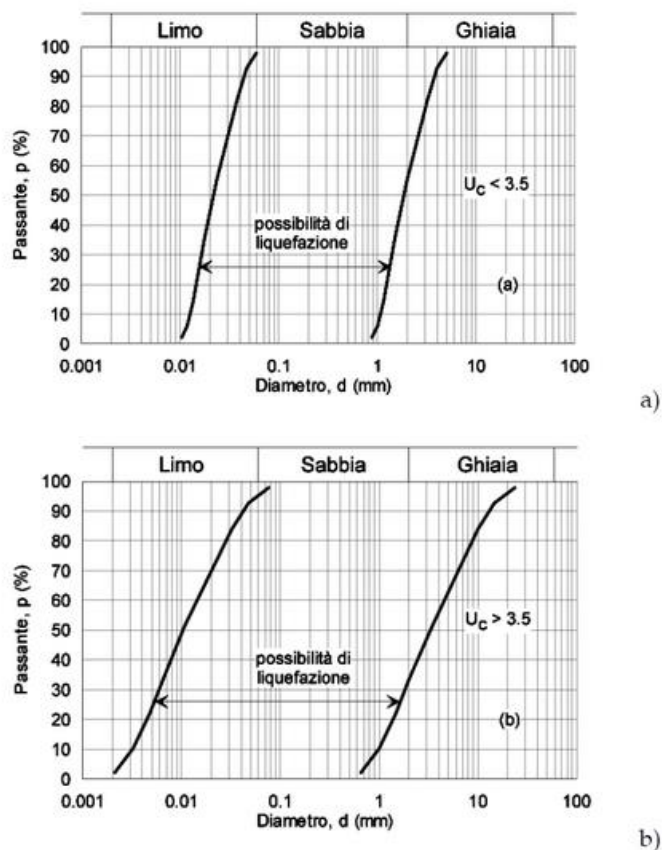 Limo Sabbia Ghiaia
100
90
80
70
60
50
40
30
20
10
0
Passante, p (%)
U_C < 3.5
possibilità di
liquefazione
(a)
0.001 0.01 0.1 1 10 100
Diametro, d (mm)
a)
Limo Sabbia Ghiaia
100
90
80
70
60
50
40
30
20
10
0
Passante, p (%)
U_C > 3.5
possibilità di
liquefazione
(b)
0.001 0.01 0.1 1 10 100
Diametro, d (mm)
b)